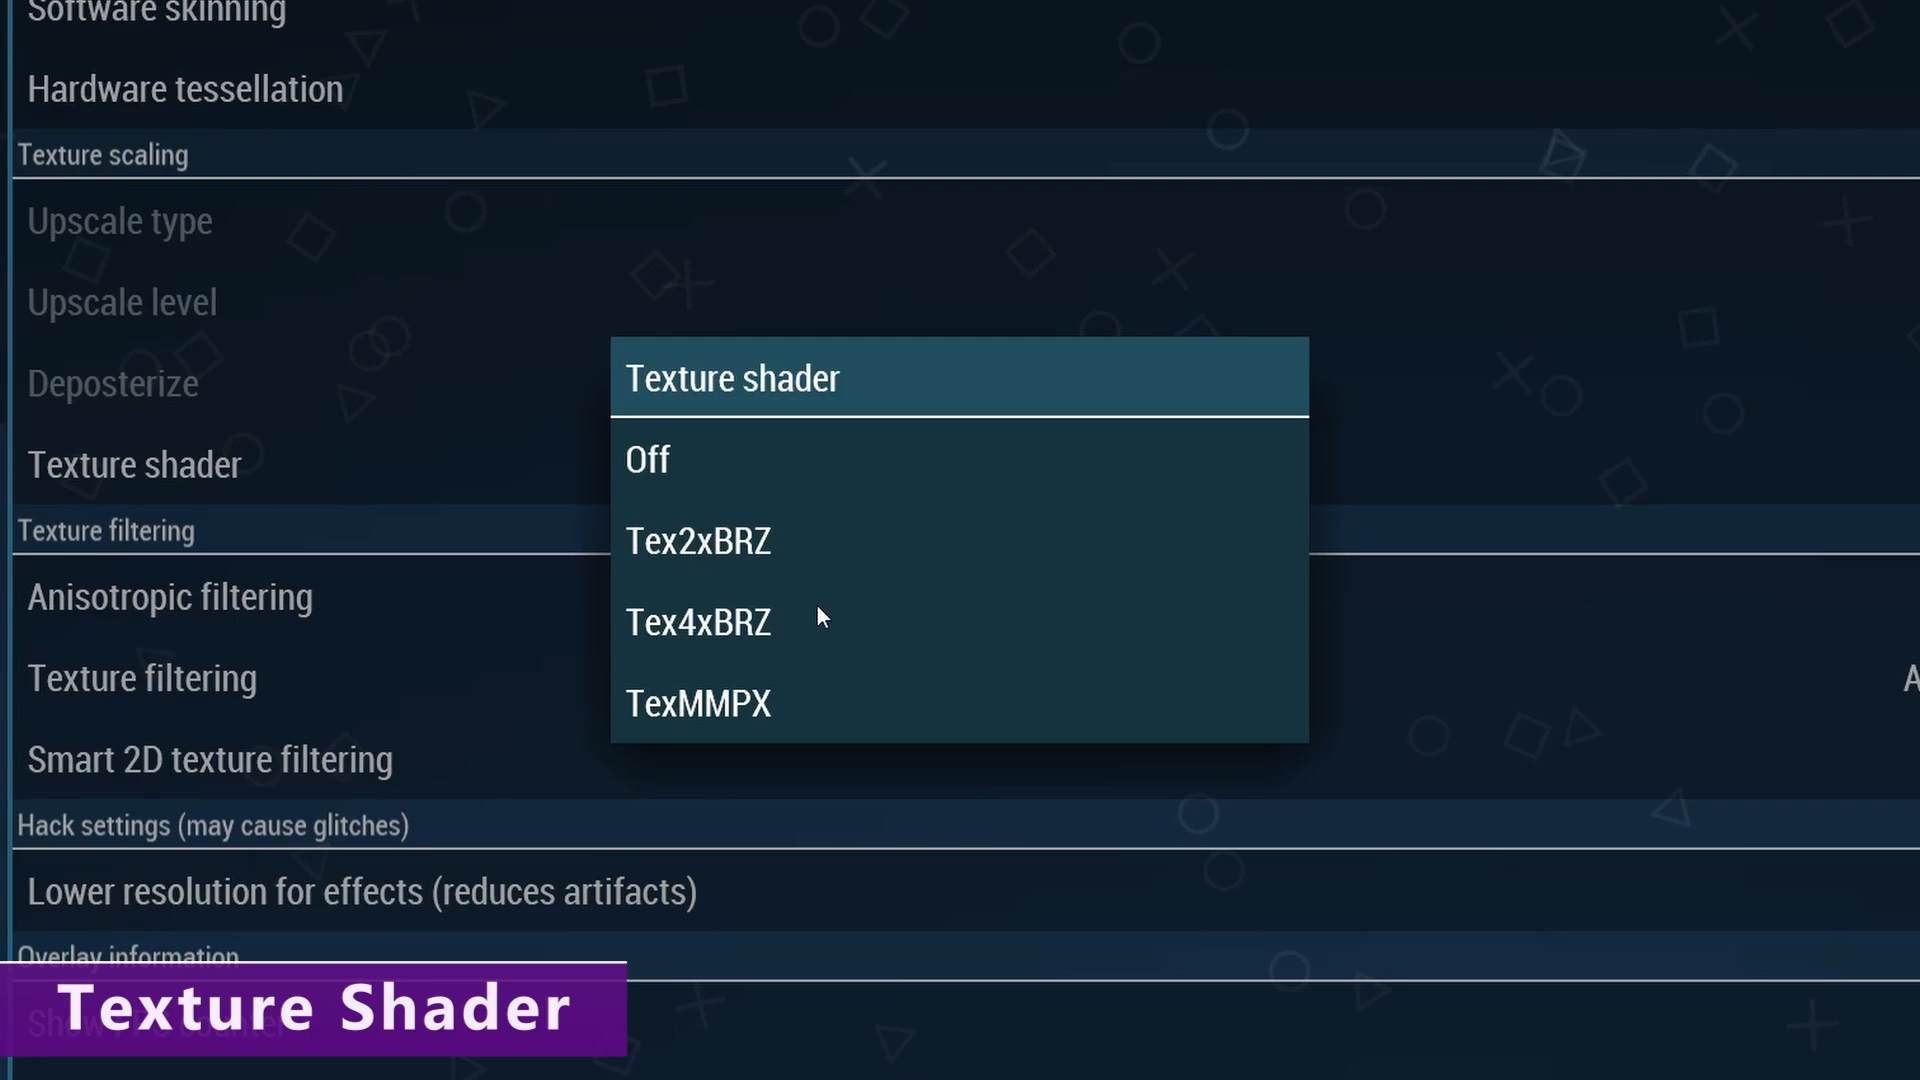 Software skinning
Hardware tessellation
Texture scaling
Upscale type
Upscale level
Deposterize
Texture shader
Texture shader
Off
Tex2xBRZ
Tex4xBRZ
TexMMPX
Texture filtering
Anisotropic filtering
Texture filtering
A
Smart 2D texture filtering
Hack settings (may cause glitches)
Lower resolution for effects (reduces artifacts)
Overlay information
Texture Shader